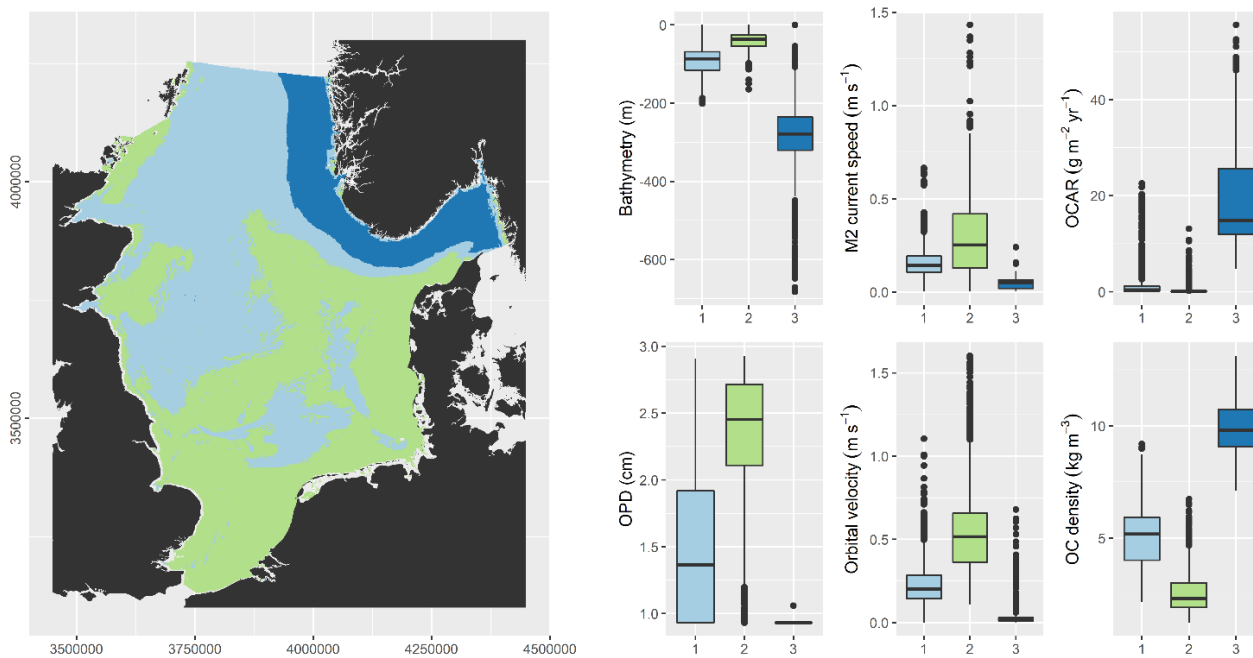 4000000
3500000
3500000 3750000 4000000 4250000 4500000
Bathymetry (m)
0
-200
-400
-600
1 2 3
M2 current speed (m s⁻¹)
1.5
1.0
0.5
0.0
1 2 3
OCAR (g m⁻² yr⁻¹)
40
20
0
1 2 3
OPD (cm)
3.0
2.5
2.0
1.5
1.0
1 2 3
Orbital velocity (m s⁻¹)
1.5
1.0
0.5
0.0
1 2 3
OC density (kg m⁻³)
10
5
1 2 3